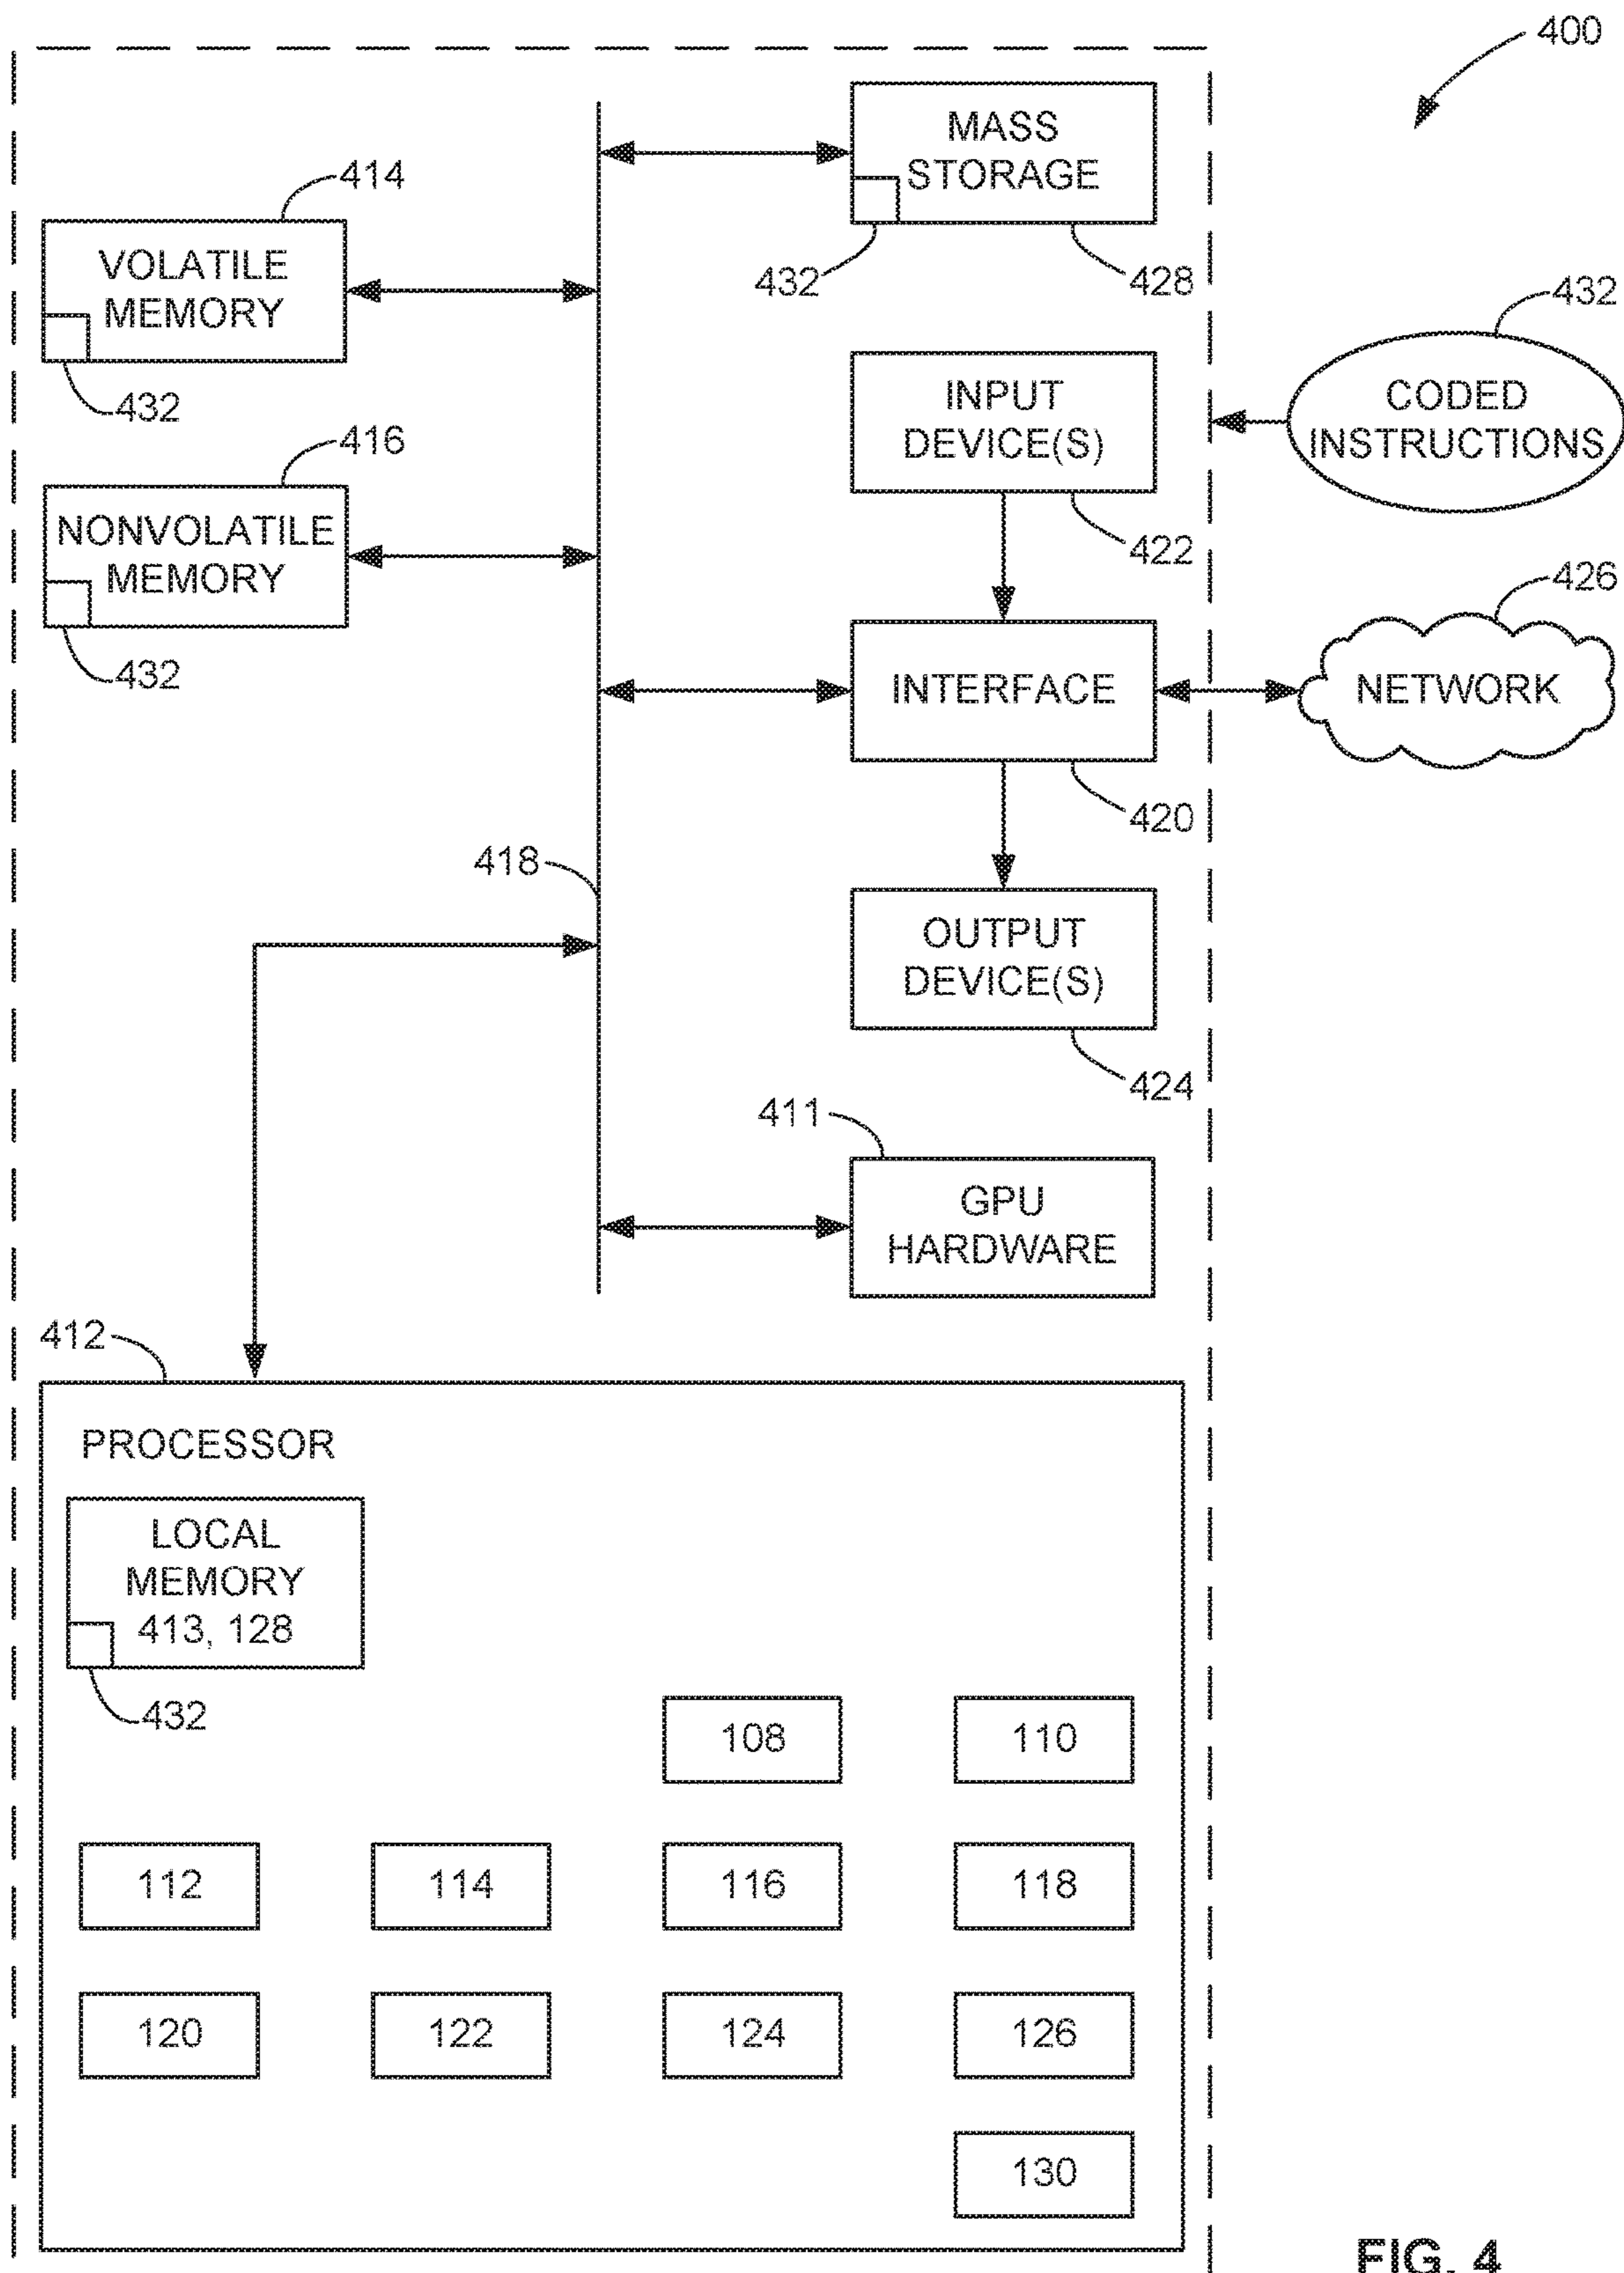 400
MASS
STORAGE
432
428
414
VOLATILE
MEMORY
432
432
CODED
INSTRUCTIONS
INPUT
DEVICE(S)
422
416
NONVOLATILE
MEMORY
432
426
NETWORK
INTERFACE
420
418
OUTPUT
DEVICE(S)
424
411
GPU
HARDWARE
412
PROCESSOR
LOCAL
MEMORY
413, 128
432
108 110
112 114 116 118
120 122 124 126
130
FIG. 4